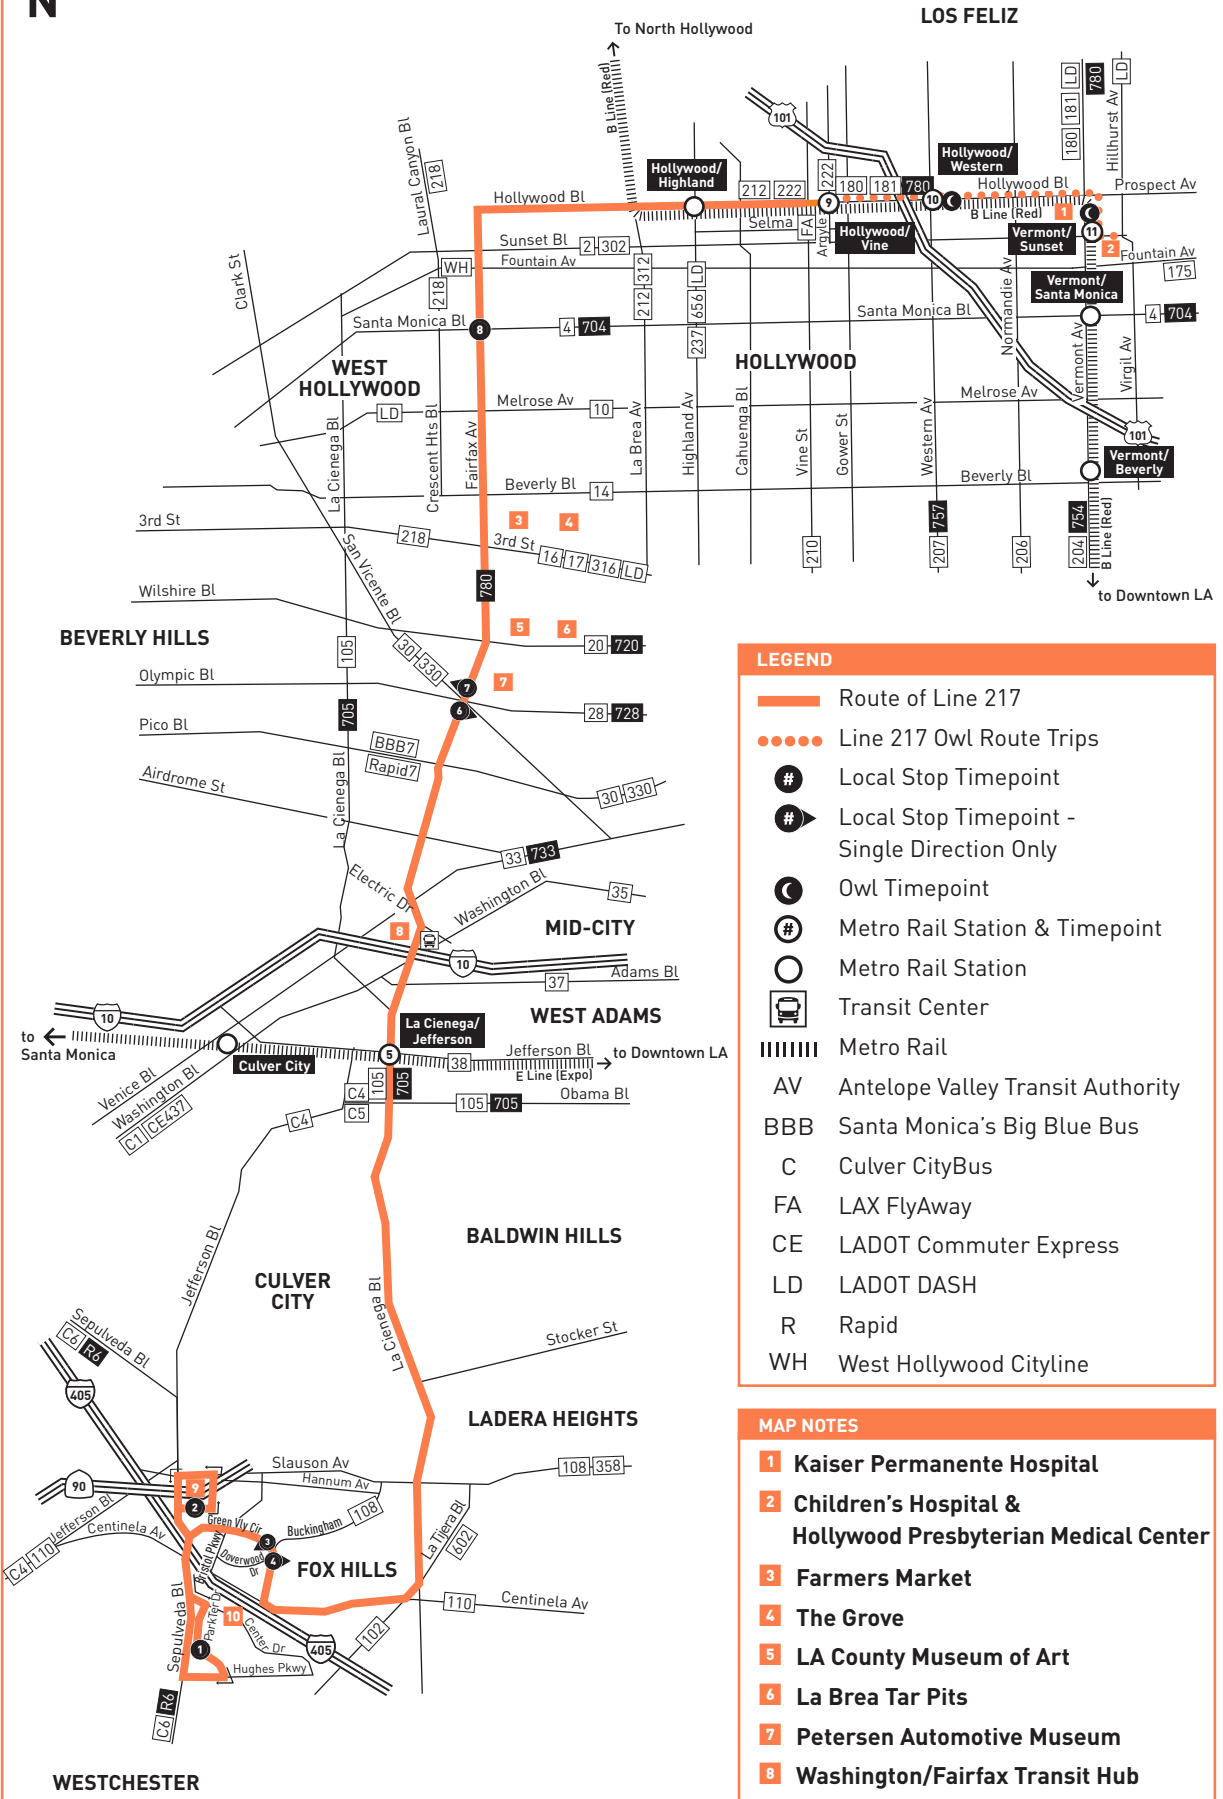 N
LOS FELIZ
To North Hollywood
B Line (Red)
101
180 181 LD
780
LD
Hillhurst Av
Laural Canyon Bl
218
Hollywood/
Highland
Hollywood/
Western
Hollywood Bl
212 222
222
180 181 780
10
Hollywood Bl
Prospect Av
9
B Line (Red)
1
Selma
FA
Argyle
Hollywood/
Vine
Vermont/
Sunset
11
2
Sunset Bl
2 302
WH
Fountain Av
Fountain Av
175
Clark St
218
212 312
237 656 LD
Normandie Av
Vermont/
Santa Monica
Santa Monica Bl
8
4 704
Santa Monica Bl
4 704
WEST
HOLLYWOOD
HOLLYWOOD
Vermont Av
Virgil Av
LD
Melrose Av
10
Melrose Av
La Cienega Bl
Crescent Hts Bl
Fairfax Av
La Brea Av
Highland Av
Cahuenga Bl
Vine St
Gower St
Western Av
101
Vermont/
Beverly
Beverly Bl
14
Beverly Bl
3rd St
218
3
4
3rd St
16 17 316 LD
San Vicente Bl
210
757
207
206
754
204
B Line (Red)
to Downtown LA
780
Wilshire Bl
BEVERLY HILLS
105
30 330
5
6
20 720
Olympic Bl
7
7
705
6
28 728
Pico Bl
BBB7
Rapid7
Airdrome St
La Cienega Bl
30 330
33 733
Electric Dr
Washington Bl
35
8
MID-CITY
10
37
Adams Bl
10
WEST ADAMS
to
Santa Monica
La Cienega/
Jefferson
Culver City
5
38
Jefferson Bl
E Line (Expo)
to Downtown LA
Venice Bl
Washington Bl
C1 CE437
C4
C4
C5
105
705
105 705
Obama Bl
Jefferson Bl
BALDWIN HILLS
CULVER
CITY
La Cienega Bl
Stocker St
Sepulveda Bl
C6 R6
405
LADERA HEIGHTS
Slauson Av
Hannum Av
108 358
90
9
2
Jefferson Bl
Centinela Av
C4 110
Green Vly Cir
Buckingham
108
3
Bristol Pkwy
Doverwood
Dr
4
FOX HILLS
La Tijera Bl
602
110
Centinela Av
102
Sepulveda Bl
ParkTer Dr
10
Center Dr
405
1
Hughes Pkwy
C6 R6
WESTCHESTER
LEGEND
Route of Line 217
Line 217 Owl Route Trips
# Local Stop Timepoint
# Local Stop Timepoint -
Single Direction Only
Owl Timepoint
# Metro Rail Station & Timepoint
Metro Rail Station
Transit Center
Metro Rail
AV Antelope Valley Transit Authority
BBB Santa Monica's Big Blue Bus
C Culver CityBus
FA LAX FlyAway
CE LADOT Commuter Express
LD LADOT DASH
R Rapid
WH West Hollywood Cityline
MAP NOTES
1 Kaiser Permanente Hospital
2 Children's Hospital &
Hollywood Presbyterian Medical Center
3 Farmers Market
4 The Grove
5 LA County Museum of Art
6 La Brea Tar Pits
7 Petersen Automotive Museum
8 Washington/Fairfax Transit Hub